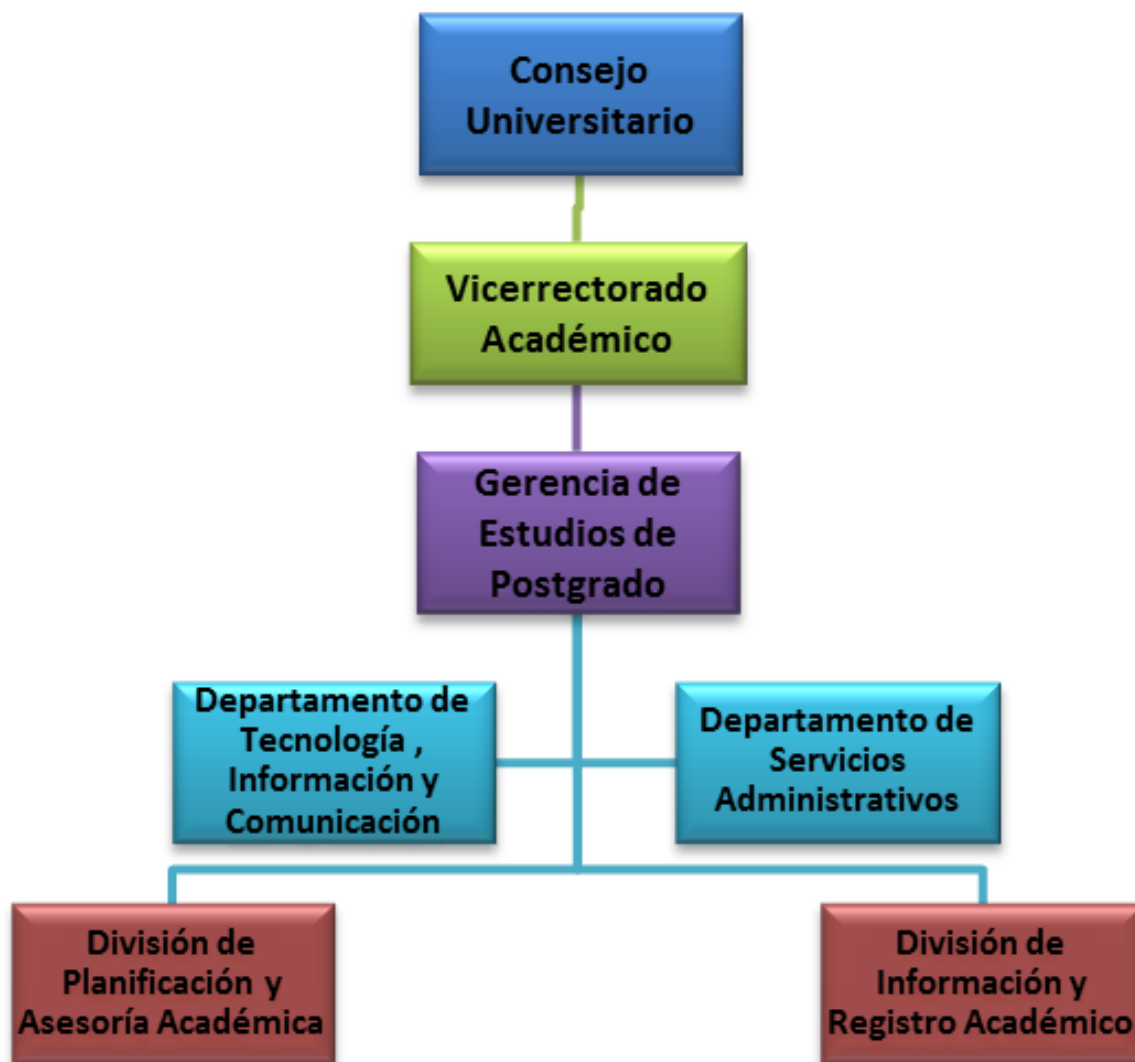 Consejo
Universitario
Vicerrectorado
Académico
Gerencia de
Estudios de
Postgrado
Departamento de
Tecnología ,
Información y
Comunicación
Departamento de
Servicios
Administrativos
División de
Planificación y
Asesoría Académica
División de
Información y
Registro Académico